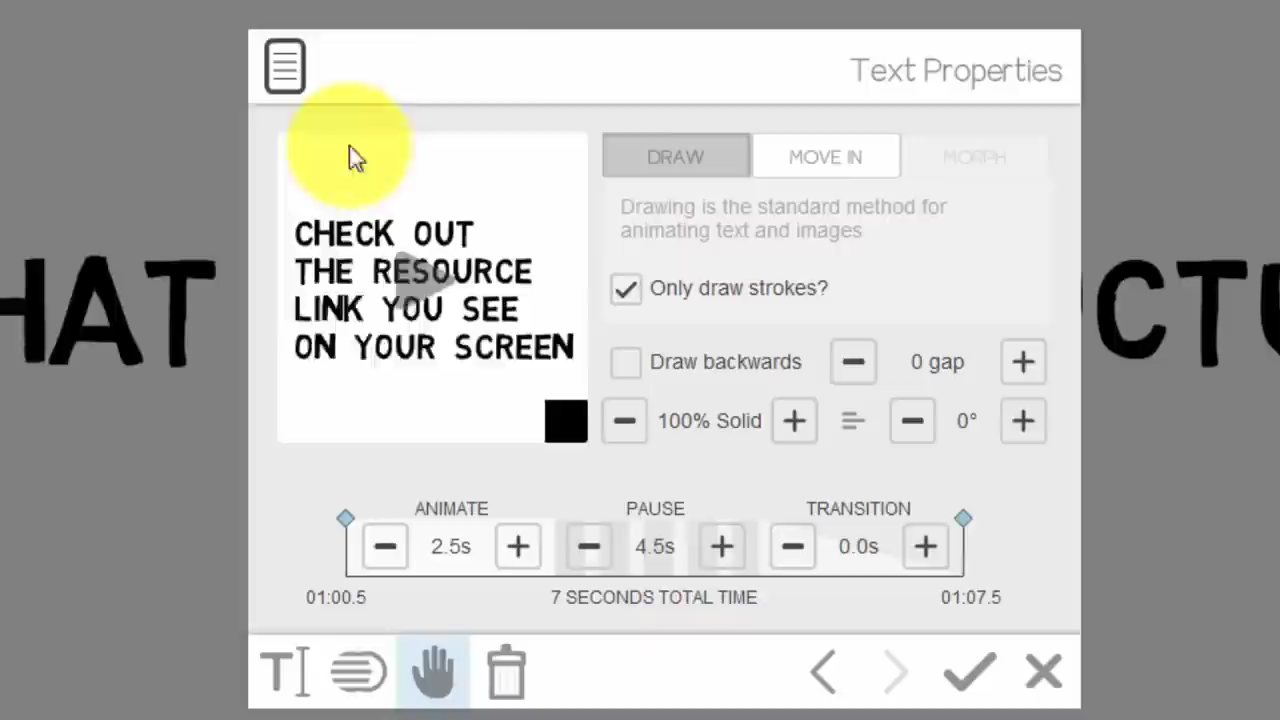 Text Properties
DRAW MOVE IN MORPH
Drawing is the standard method for
animating text and images
CHECK OUT
THE RESOURCE
LINK YOU SEE
ON YOUR SCREEN
Only draw strokes?
Draw backwards 0 gap
100% Solid 0°
ANIMATE PAUSE TRANSITION
2.5s 4.5s 0.0s
01:00.5 7 SECONDS TOTAL TIME 01:07.5